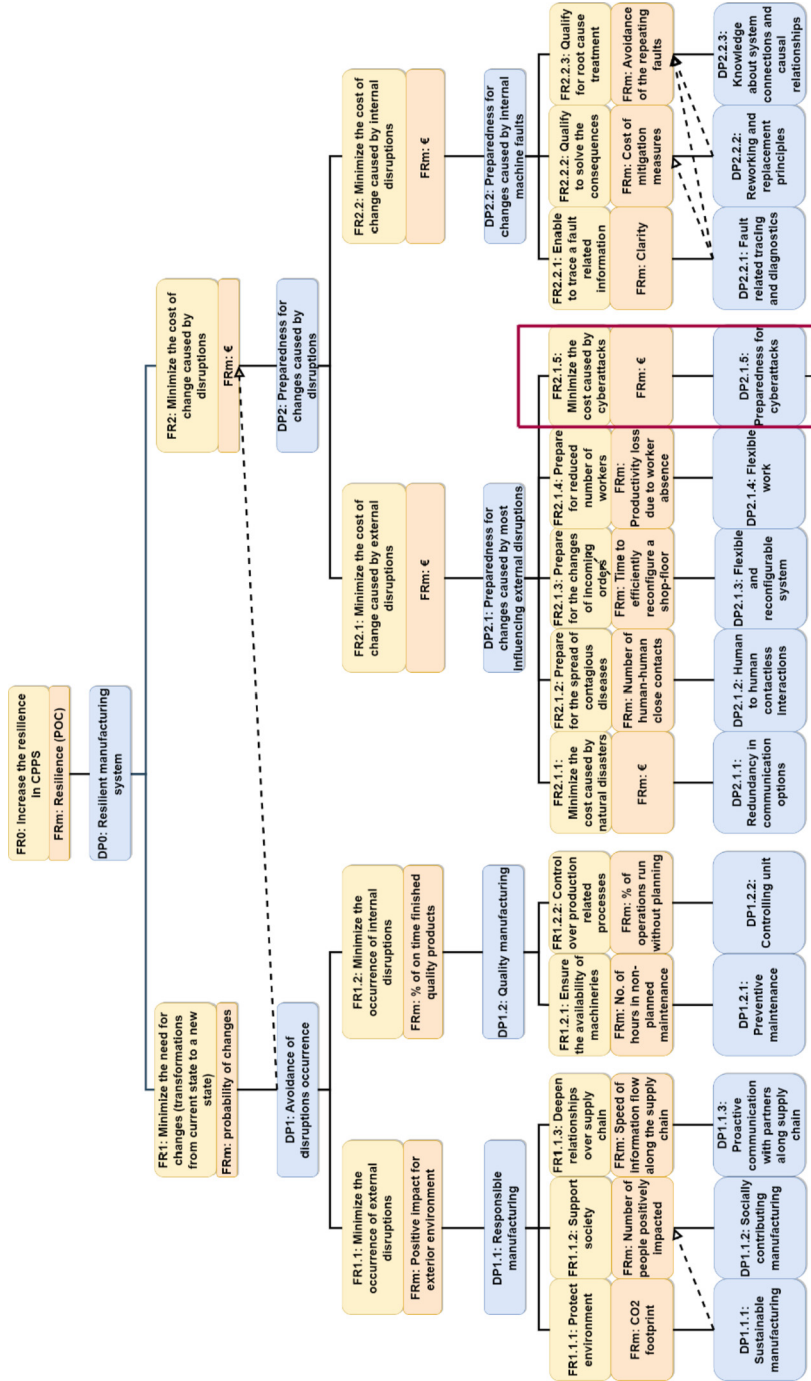 FR0: Increase the resilience
in CPPS
FRm: Resilience (POC)
DP0: Resilient manufacturing
system
FR1: Minimize the need for
changes (transformations
from current state to a new
state)
FRm: probability of changes
DP1: Avoidance of
disruptions occurrence
FR2: Minimize the cost of
change caused by
disruptions
FRm: €
DP2: Preparedness for
changes caused by
disruptions
FR1.1: Minimize the
occurrence of external
disruptions
FRm: Positive impact for
exterior environment
DP1.1: Responsible
manufacturing
FR1.2: Minimize the
occurrence of internal
disruptions
FRm: % of on time finished
quality products
DP1.2: Quality manufacturing
FR2.1: Minimize the cost of
change caused by external
disruptions
FRm: €
DP2.1: Preparedness for
changes caused by most
influencing external disruptions
FR2.2: Minimize the cost of
change caused by internal
disruptions
FRm: €
DP2.2: Preparedness for
changes caused by internal
machine faults
FR1.1.1: Protect
environment
FRm: CO2
footprint
DP1.1.1:
Sustainable
manufacturing
FR1.1.2: Support
society
FRm: Number of
people positively
impacted
DP1.1.2: Socially
contributing
manufacturing
FR1.1.3: Deepen
relationships
over supply
chain
FRm: Speed of
information flow
along the supply
chain
DP1.1.3:
Proactive
communication
with partners
along supply
chain
FR1.2.1: Ensure
the availability of
machineries
FRm: No. of
hours in non-
planned
maintenance
DP1.2.1:
Preventive
maintenance
FR1.2.2: Control
over production
related
processes
FRm: % of
operations run
without planning
DP1.2.2:
Controlling unit
FR2.1.1:
Minimize the
cost caused by
natural disasters
FRm: €
DP2.1.1:
Redundancy in
communication
options
FR2.1.2: Prepare
for the spread of
contagious
diseases
FRm: Number of
human-human
close contacts
DP2.1.2: Human
to human
contactless
interactions
FR2.1.3: Prepare
for the changes
of incoming
orders
FRm: Time to
efficiently
reconfigure a
shop-floor
DP2.1.3: Flexible
and
reconfigurable
system
FR2.1.4: Prepare
for reduced
number of
workers
FRm:
Productivity loss
due to worker
absence
DP2.1.4: Flexible
work
FR2.1.5:
Minimize the
cost caused by
cyberattacks
FRm: €
DP2.1.5:
Preparedness for
cyberattacks
FR2.2.1: Enable
to trace a fault
related
information
FRm: Clarity
DP2.2.1: Fault
related tracing
and diagnostics
FR2.2.2: Qualify
to solve the
consequences
FRm: Cost of
mitigation
measures
DP2.2.2:
Reworking and
replacement
principles
FR2.2.3: Qualify
for root cause
treatment
FRm: Avoidance
of the repeating
faults
DP2.2.3:
Knowledge
about system
connections and
causal
relationships